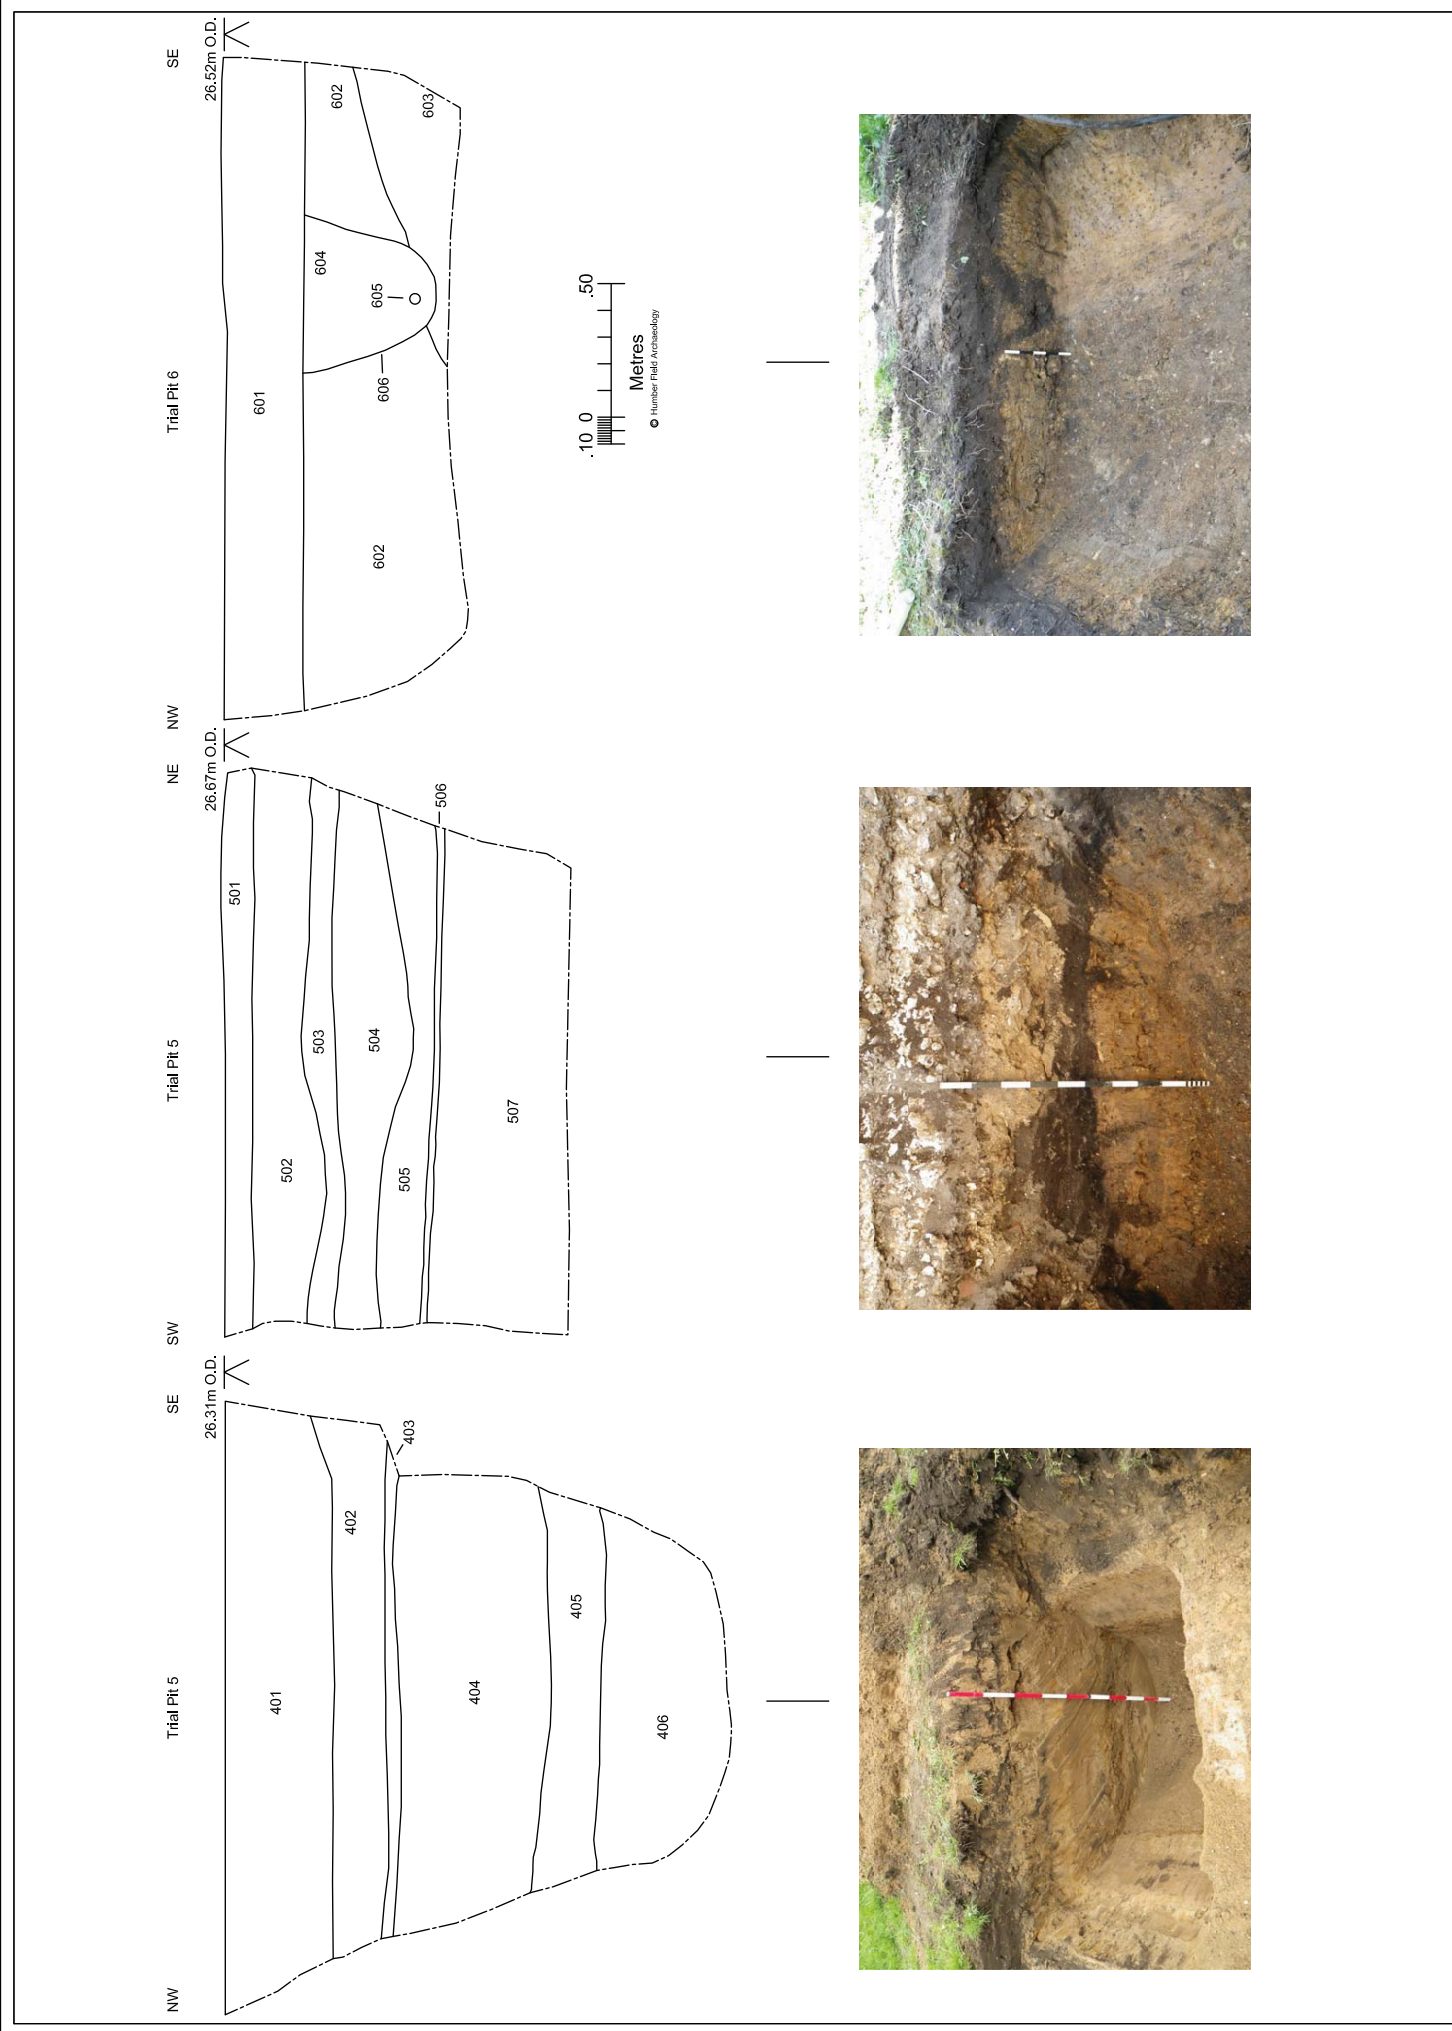 Trial Pit 5
NW
SE
26.31m O.D.
401
402
403
404
405
406
Trial Pit 5
SW
NE
26.67m O.D.
501
502
503
504
505
506
507
Trial Pit 6
NW
SE
26.52m O.D.
601
602
602
603
604
605
606
.10 0 .50
Metres
© Humber Field Archaeology